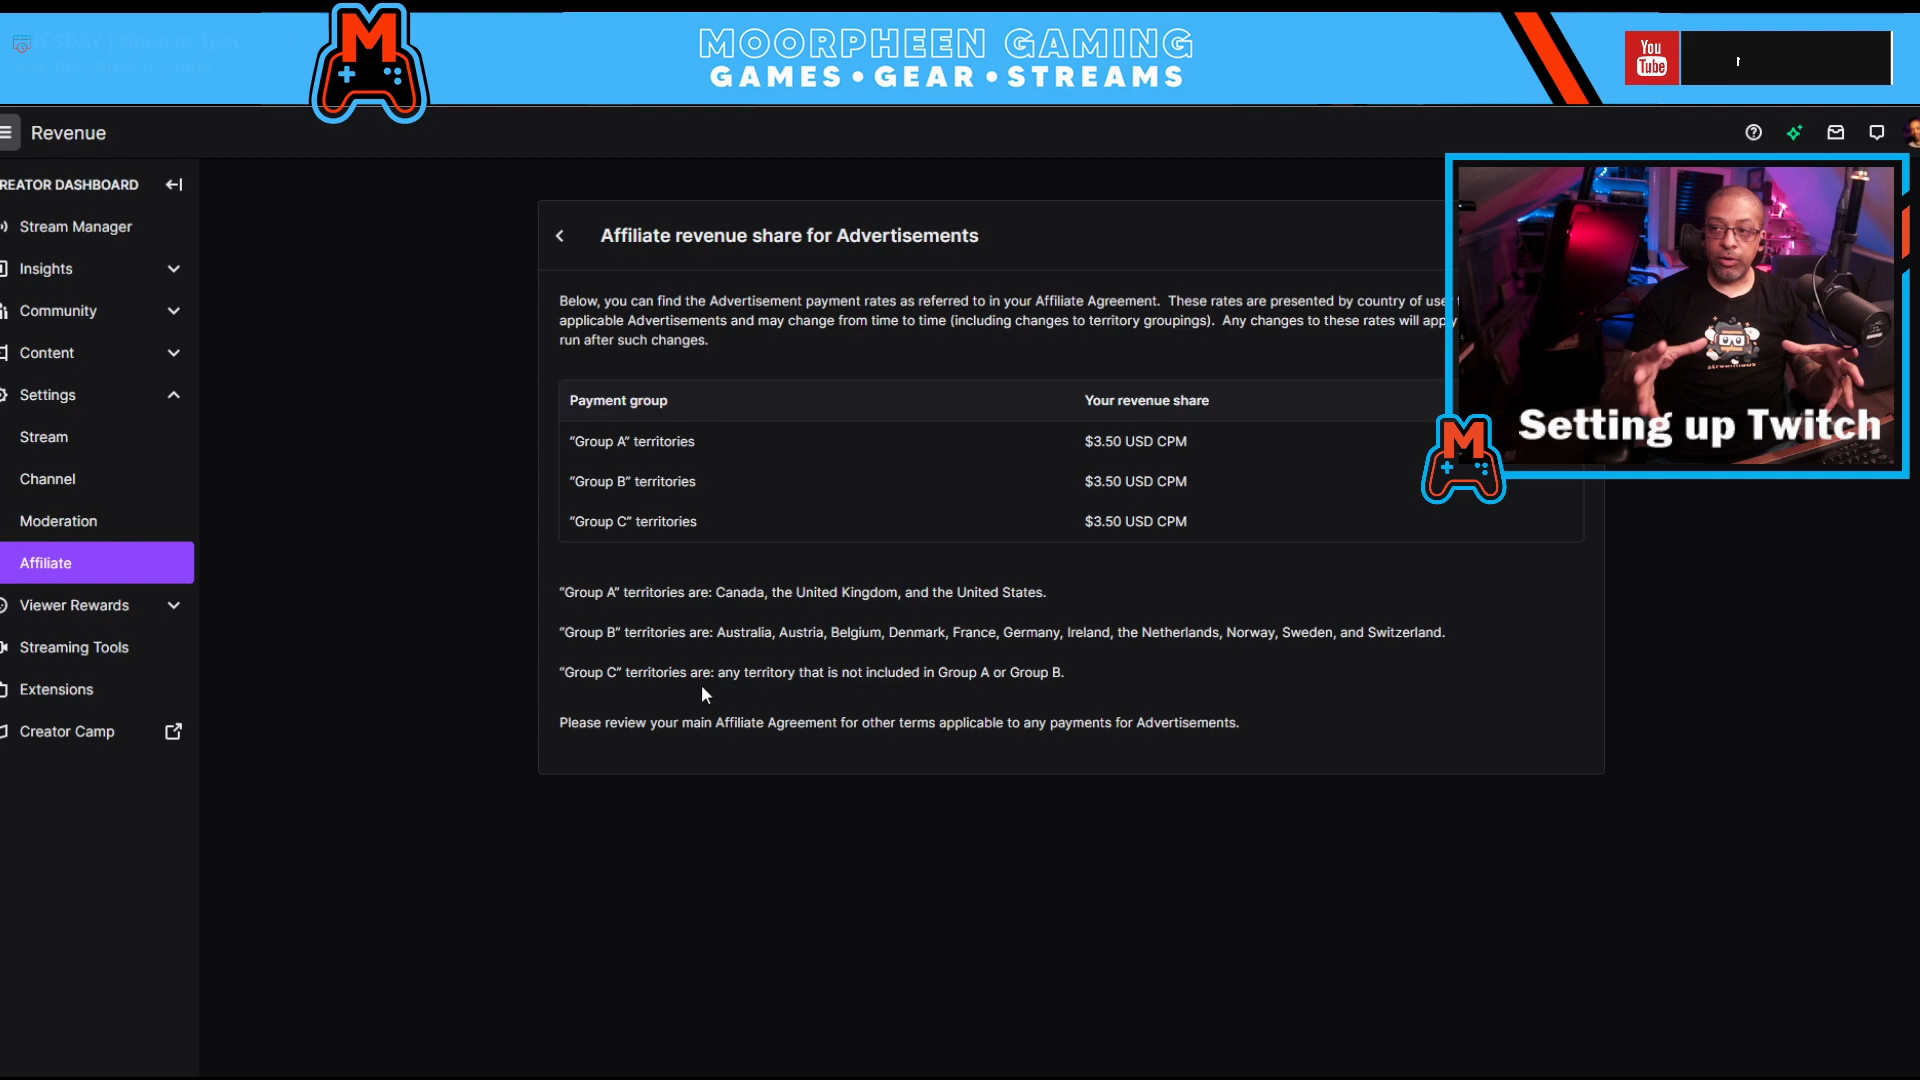 MOORPHEEN GAMING
GAMES • GEAR • STREAMS
You
Tube
Revenue
REATOR DASHBOARD
Stream Manager
Insights
Community
Content
Settings
Stream
Channel
Moderation
Affiliate
Viewer Rewards
Streaming Tools
Extensions
Creator Camp
Affiliate revenue share for Advertisements
Below, you can find the Advertisement payment rates as referred to in your Affiliate Agreement. These rates are presented by country of use
applicable Advertisements and may change from time to time (including changes to territory groupings). Any changes to these rates will apply
run after such changes.
Payment group Your revenue share
“Group A” territories $3.50 USD CPM
“Group B” territories $3.50 USD CPM
“Group C” territories $3.50 USD CPM
“Group A” territories are: Canada, the United Kingdom, and the United States.
“Group B” territories are: Australia, Austria, Belgium, Denmark, France, Germany, Ireland, the Netherlands, Norway, Sweden, and Switzerland.
“Group C” territories are: any territory that is not included in Group A or Group B.
Please review your main Affiliate Agreement for other terms applicable to any payments for Advertisements.
Setting up Twitch
M
M